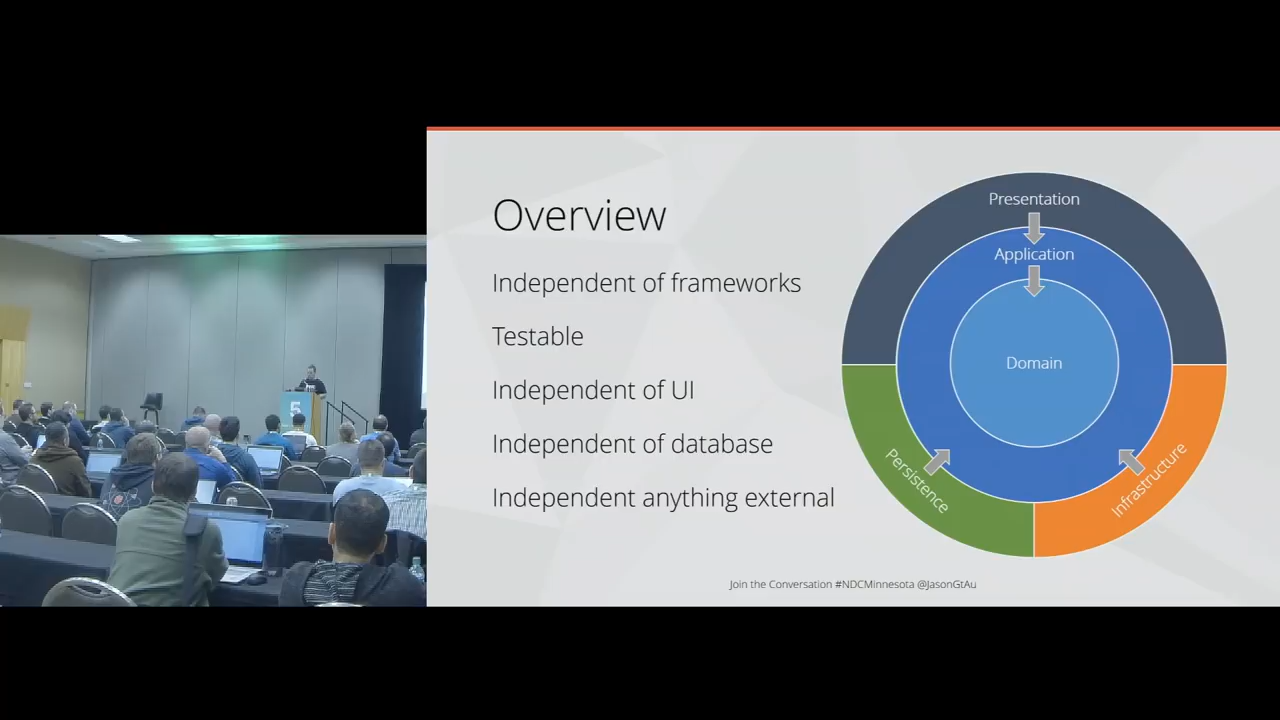 Overview
Independent of frameworks
Testable
Independent of UI
Independent of database
Independent anything external
Presentation
Application
Domain
Persistence
Infrastructure
Join the Conversation #NDCMinnesota @JasonGtAu
5